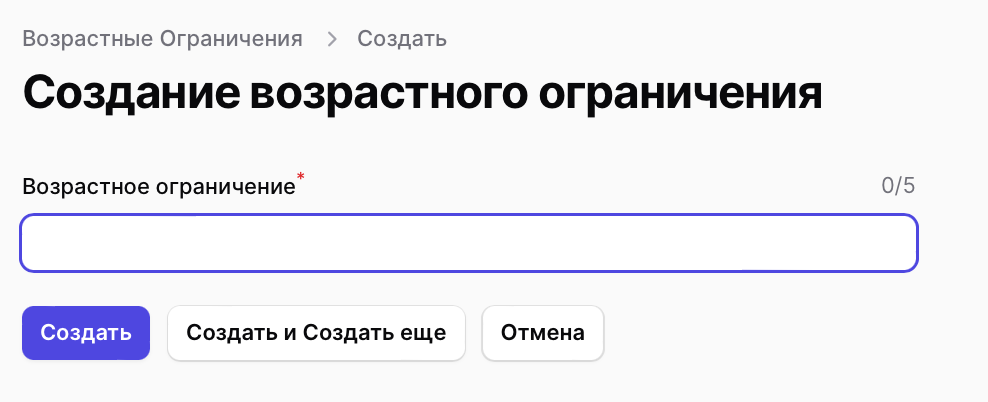 Возрастные Ограничения > Создать
Создание возрастного ограничения
Возрастное ограничение* 0/5
Создать Создать и Создать еще Отмена